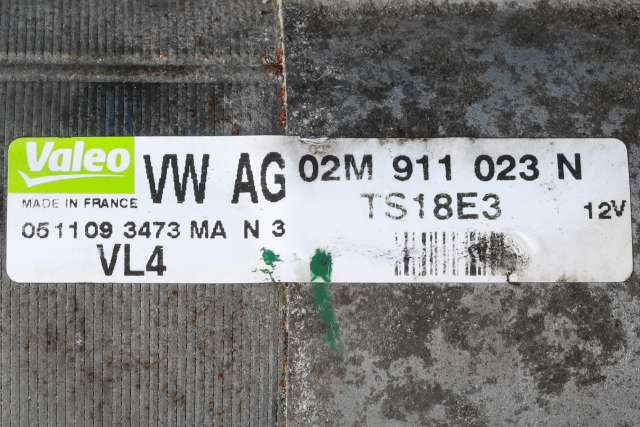 Valeo
MADE IN FRANCE
VW AG 02M 911 023 N
TS18E3
12V
051109 3473 MA N 3
VL4